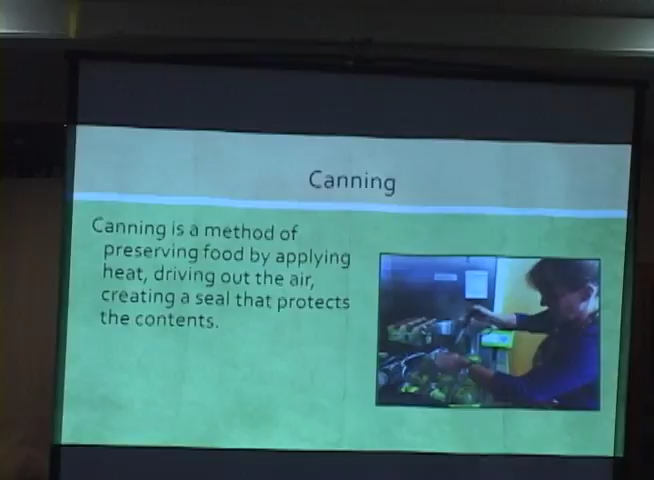 Canning
Canning is a method of
preserving food by applying
heat, driving out the air,
creating a seal that protects
the contents.